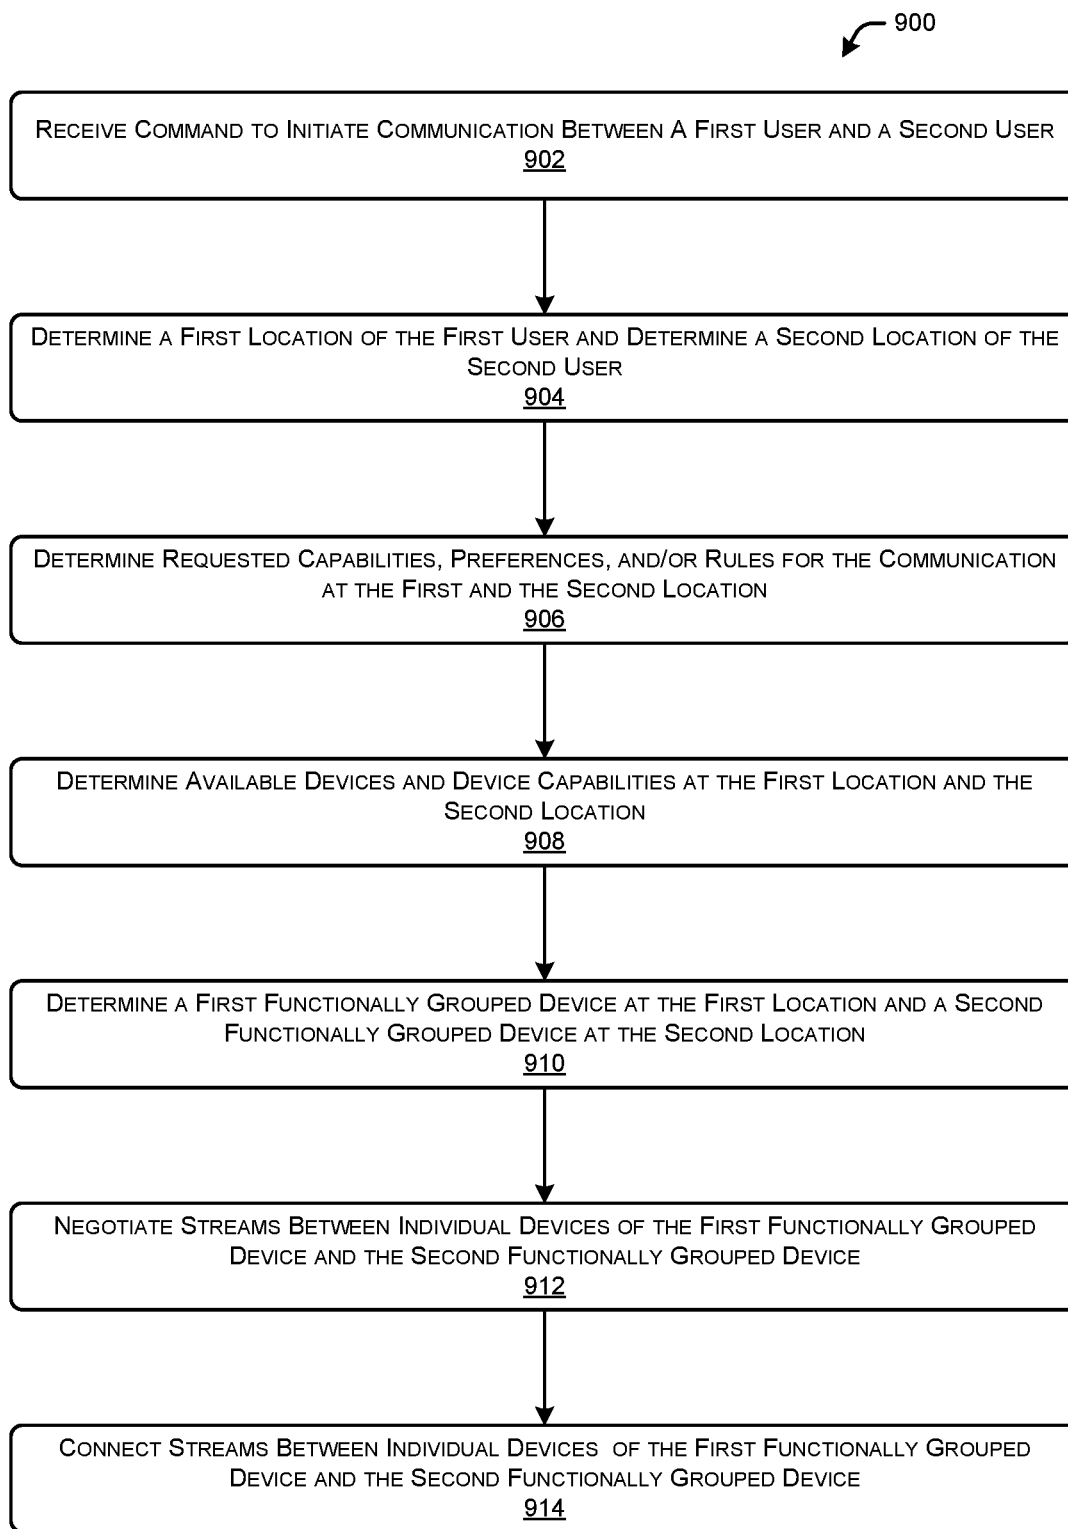 900
RECEIVE COMMAND TO INITIATE COMMUNICATION BETWEEN A FIRST USER AND A SECOND USER
902
DETERMINE A FIRST LOCATION OF THE FIRST USER AND DETERMINE A SECOND LOCATION OF THE
SECOND USER
904
DETERMINE REQUESTED CAPABILITIES, PREFERENCES, AND/OR RULES FOR THE COMMUNICATION
AT THE FIRST AND THE SECOND LOCATION
906
DETERMINE AVAILABLE DEVICES AND DEVICE CAPABILITIES AT THE FIRST LOCATION AND THE
SECOND LOCATION
908
DETERMINE A FIRST FUNCTIONALLY GROUPED DEVICE AT THE FIRST LOCATION AND A SECOND
FUNCTIONALLY GROUPED DEVICE AT THE SECOND LOCATION
910
NEGOTIATE STREAMS BETWEEN INDIVIDUAL DEVICES OF THE FIRST FUNCTIONALLY GROUPED
DEVICE AND THE SECOND FUNCTIONALLY GROUPED DEVICE
912
CONNECT STREAMS BETWEEN INDIVIDUAL DEVICES OF THE FIRST FUNCTIONALLY GROUPED
DEVICE AND THE SECOND FUNCTIONALLY GROUPED DEVICE
914